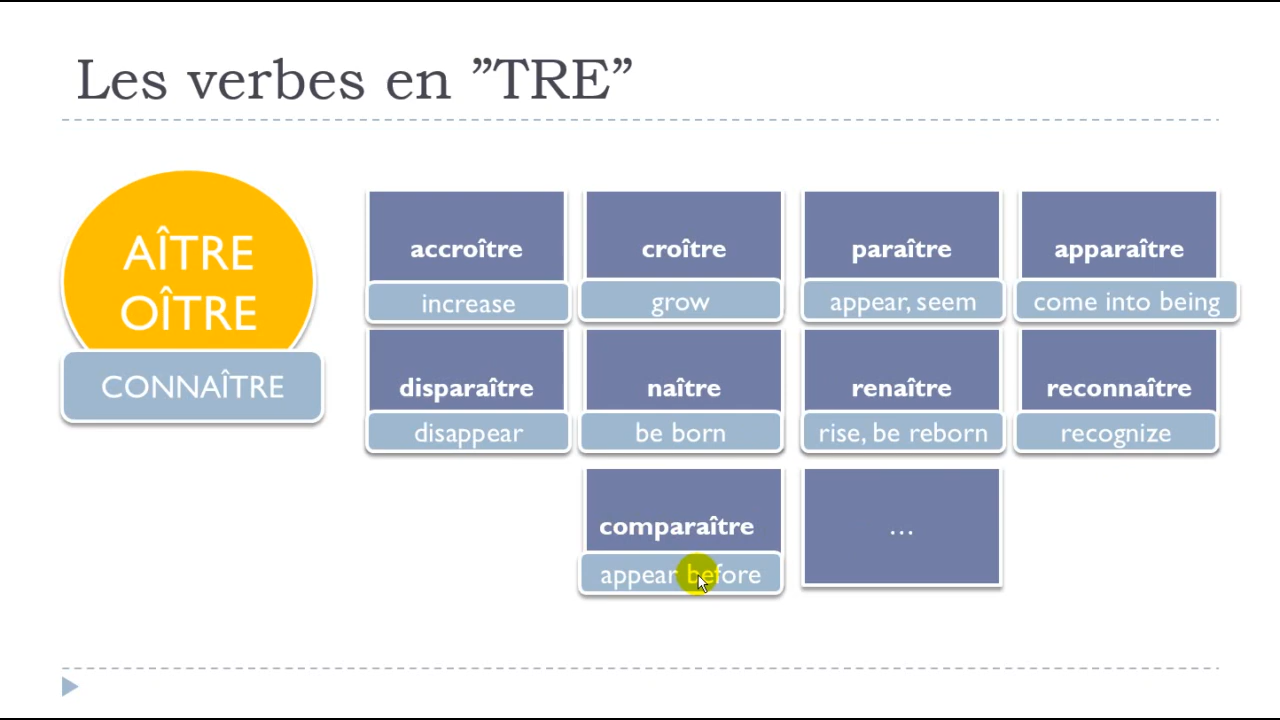 Les verbes en ”TRE”
AÎTRE
OÎTRE
CONNAÎTRE
accroître
increase
croître
grow
paraître
appear, seem
apparaître
come into being
disparaître
disappear
naître
be born
renaître
rise, be reborn
reconnaître
recognize
comparaître
appear before
...